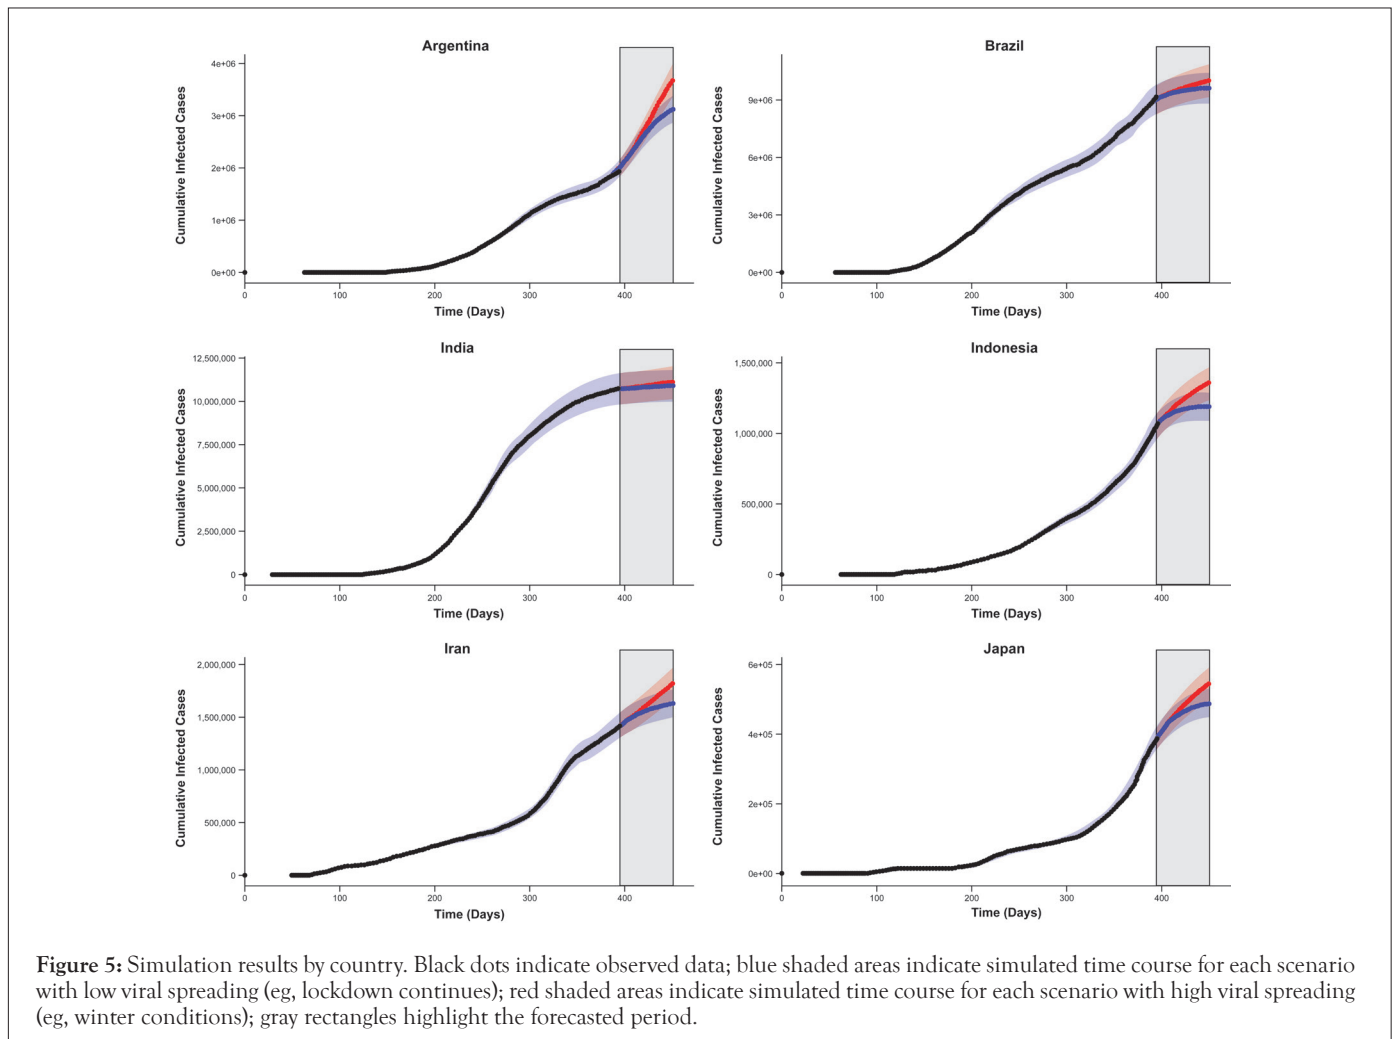 Argentina
Cumulative Infected Cases
4e+06
3e+06
2e+06
1e+06
0e+00
0 100 200 300 400
Time (Days)
Brazil
Cumulative Infected Cases
9e+06
6e+06
3e+06
0e+00
0 100 200 300 400
Time (Days)
India
Cumulative Infected Cases
12,500,000
10,000,000
7,500,000
5,000,000
2,500,000
0
0 100 200 300 400
Time (Days)
Indonesia
Cumulative Infected Cases
1,500,000
1,000,000
500,000
0
0 100 200 300 400
Time (Days)
Iran
Cumulative Infected Cases
2,000,000
1,500,000
1,000,000
500,000
0
0 100 200 300 400
Time (Days)
Japan
Cumulative Infected Cases
6e+05
4e+05
2e+05
0e+00
0 100 200 300 400
Time (Days)
Figure 5: Simulation results by country. Black dots indicate observed data; blue shaded areas indicate simulated time course for each scenario
with low viral spreading (eg, lockdown continues); red shaded areas indicate simulated time course for each scenario with high viral spreading
(eg, winter conditions); gray rectangles highlight the forecasted period.